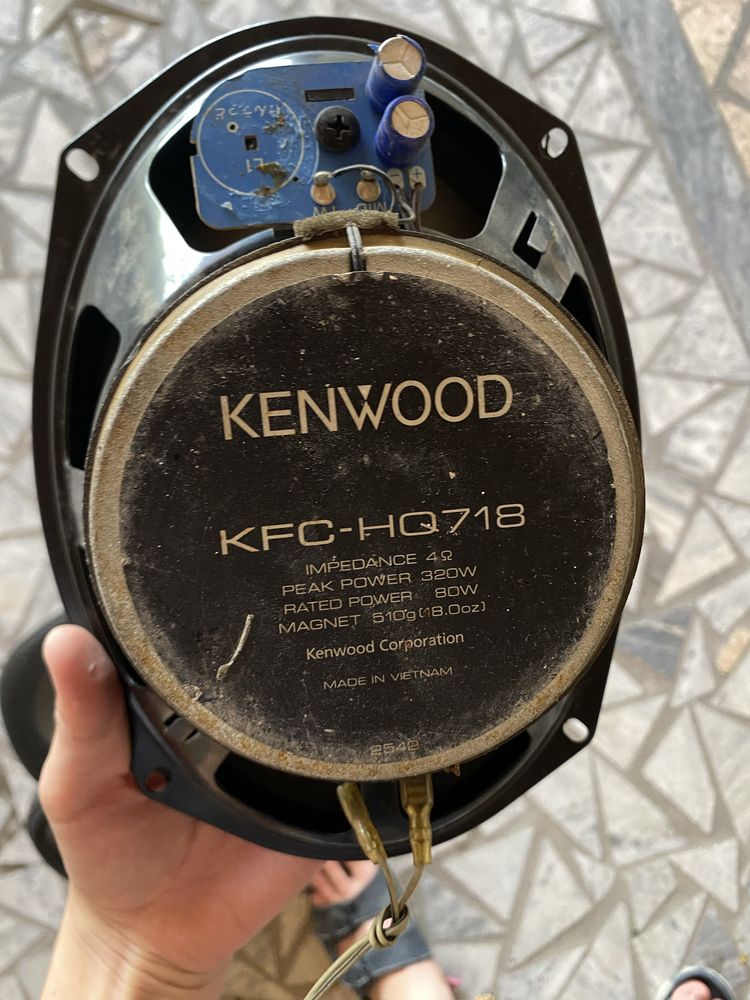 L1
- +
KENWOOD
KFC-HQ718
IMPEDANCE 4Ω
PEAK POWER 320W
RATED POWER 80W
MAGNET 510g(18.0oz)
Kenwood Corporation
MADE IN VIETNAM
2542